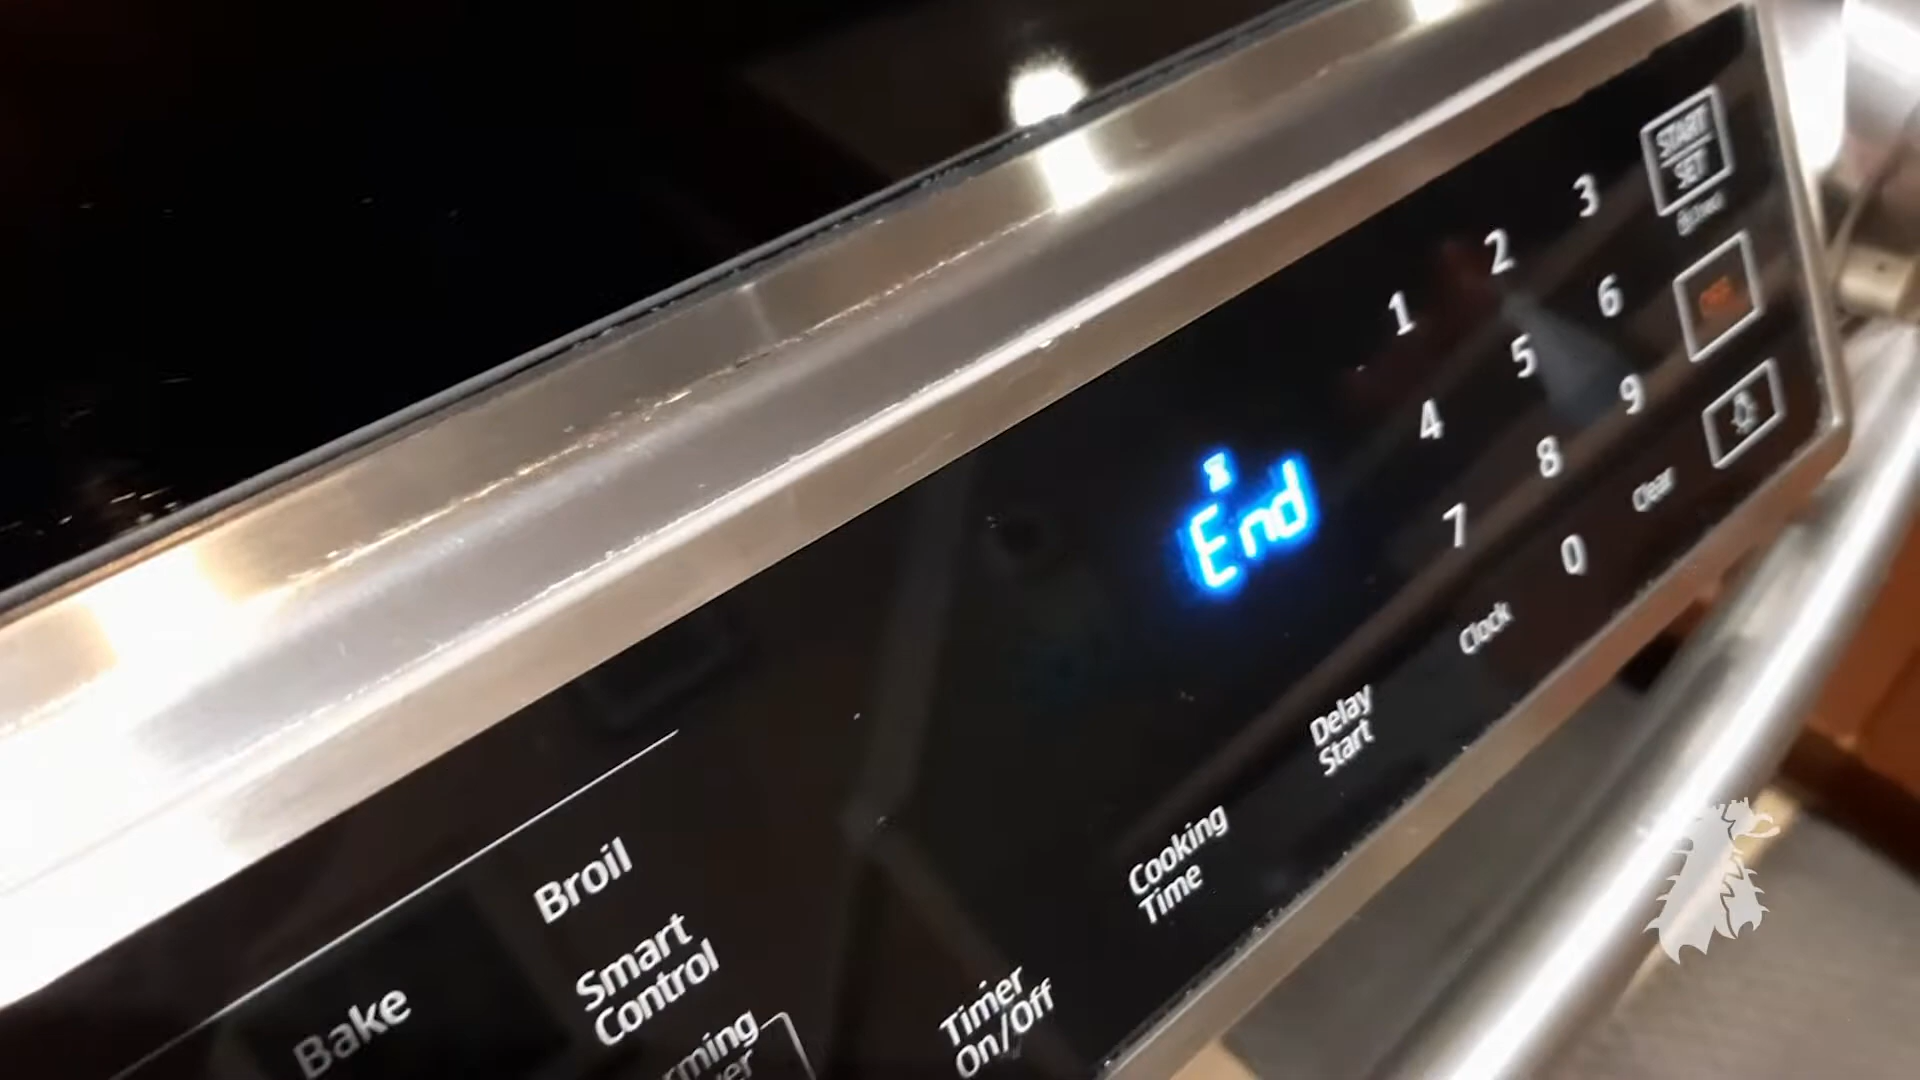 START
SET
1 2 3
4 5 6
7 8 9
0
Clear
End
Clock
Delay
Start
Cooking
Time
Timer
On/Off
Broil
Smart
Control
Bake